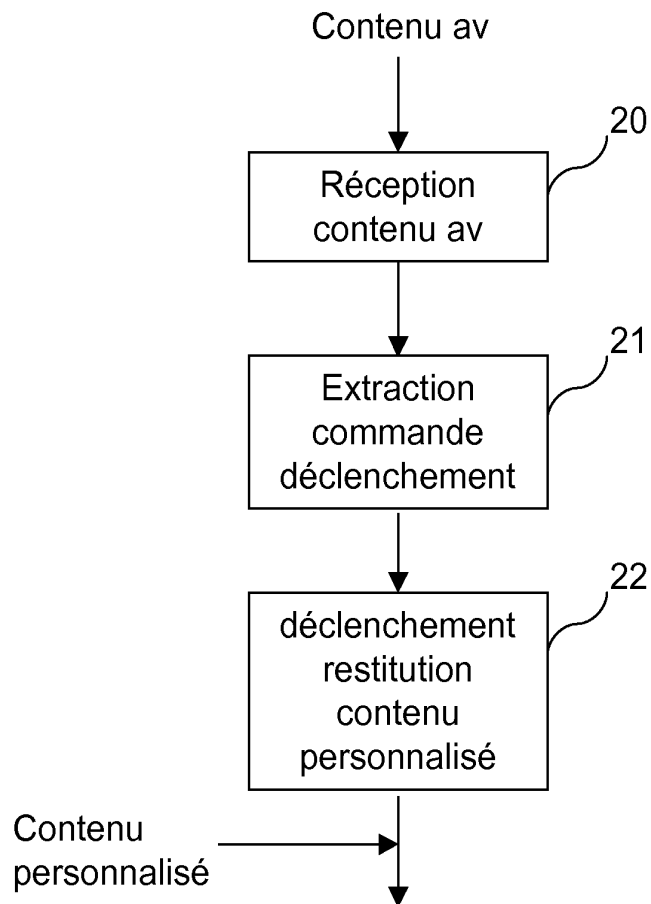 Contenu av
20
Réception
contenu av
21
Extraction
commande
déclenchement
22
déclenchement
restitution
contenu
personnalisé
Contenu
personnalisé